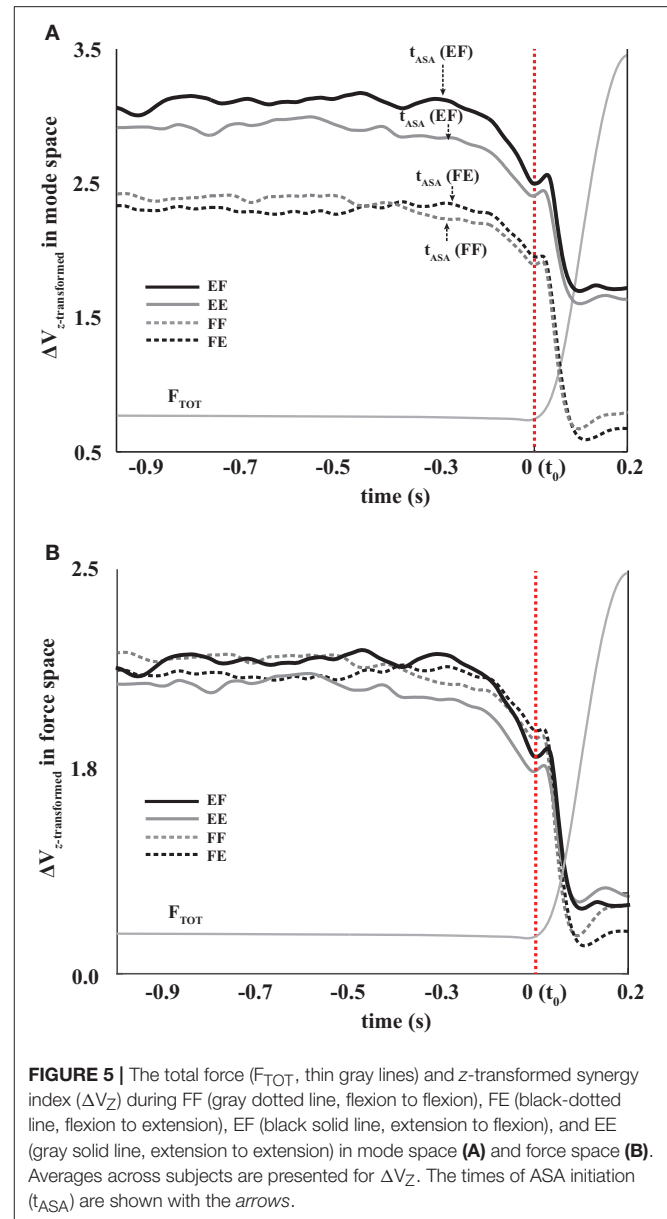 A
3.5
t_ASA (EF)
t_ASA (EF)
2.5
t_ASA (FE)
t_ASA (FF)
ΔV_z-transformed in mode space
EF
EE
1.5
FF
FE
F_TOT
0.5
-0.9
-0.7
-0.5
-0.3
0 (t_0)
0.2
time (s)
B
2.5
ΔV_z-transformed in force space
1.8
EF
EE
FF
FE
F_TOT
0.0
-0.9
-0.7
-0.5
-0.3
0 (t_0)
0.2
time (s)
FIGURE 5 | The total force (F_TOT, thin gray lines) and z-transformed synergy
index (ΔV_Z) during FF (gray dotted line, flexion to flexion), FE (black-dotted
line, flexion to extension), EF (black solid line, extension to flexion), and EE
(gray solid line, extension to extension) in mode space (A) and force space (B).
Averages across subjects are presented for ΔV_Z. The times of ASA initiation
(t_ASA) are shown with the arrows.